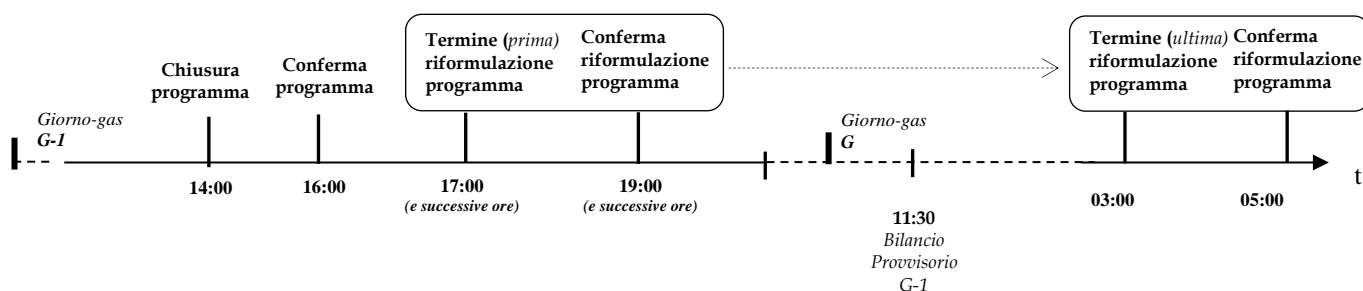 Giorno-gas
G-1
Chiusura
programma
14:00
Conferma
programma
16:00
Termine (prima)
riformulazione
programma
17:00
(e successive ore)
Conferma
riformulazione
programma
19:00
(e successive ore)
Giorno-gas
G
11:30
Bilancio
Provvisorio
G-1
Termine (ultima)
riformulazione
programma
03:00
Conferma
riformulazione
programma
05:00
t